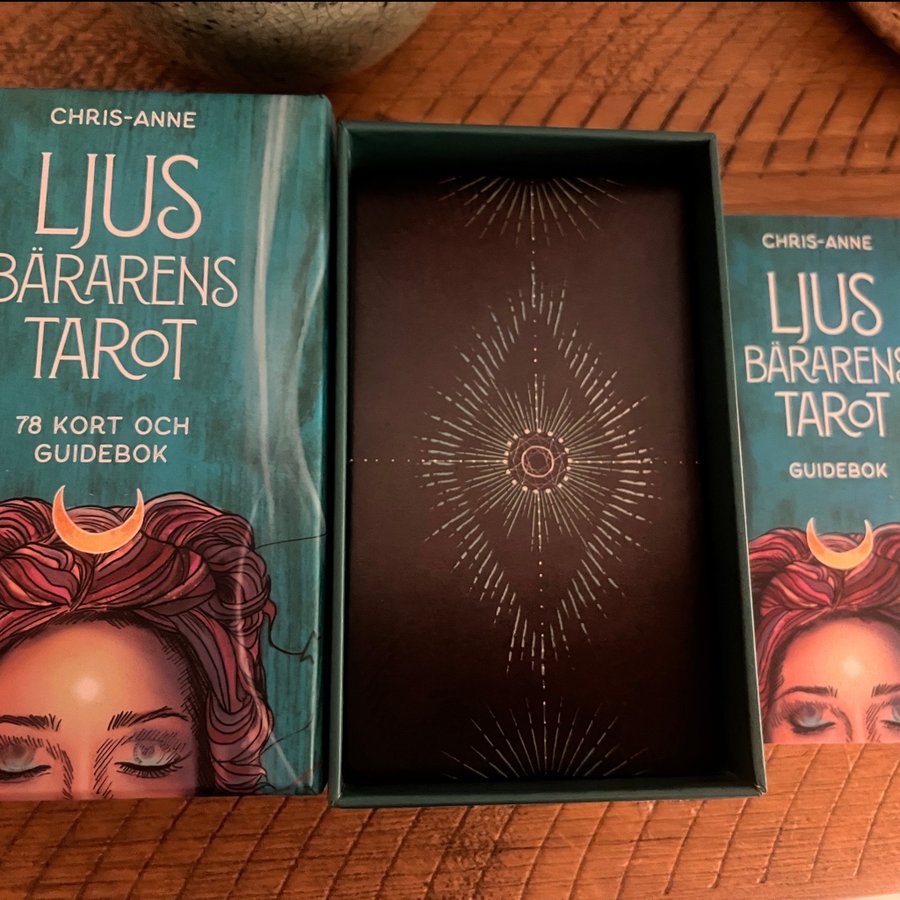 CHRIS-ANNE
LJUS
BÄRARENS
TAROT
78 KORT OCH
GUIDEBOK
CHRIS-ANNE
LJUS
BÄRARENS
TAROT
GUIDEBOK